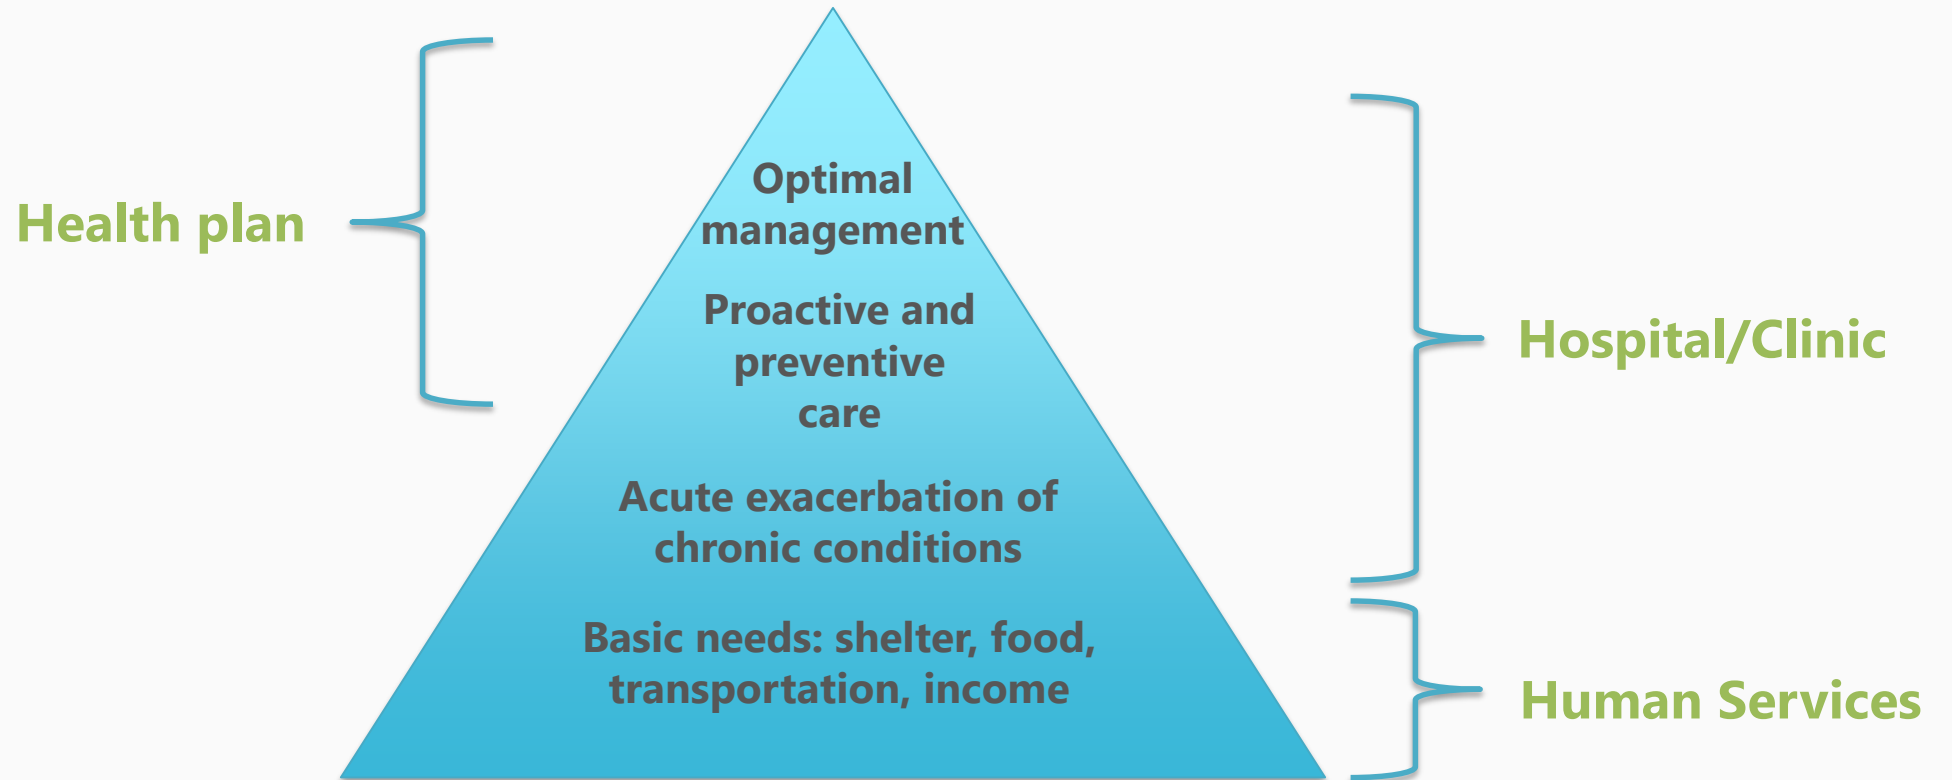 Health plan
Optimal
management
Proactive and
preventive
care
Acute exacerbation of
chronic conditions
Basic needs: shelter, food,
transportation, income
Hospital/Clinic
Human Services